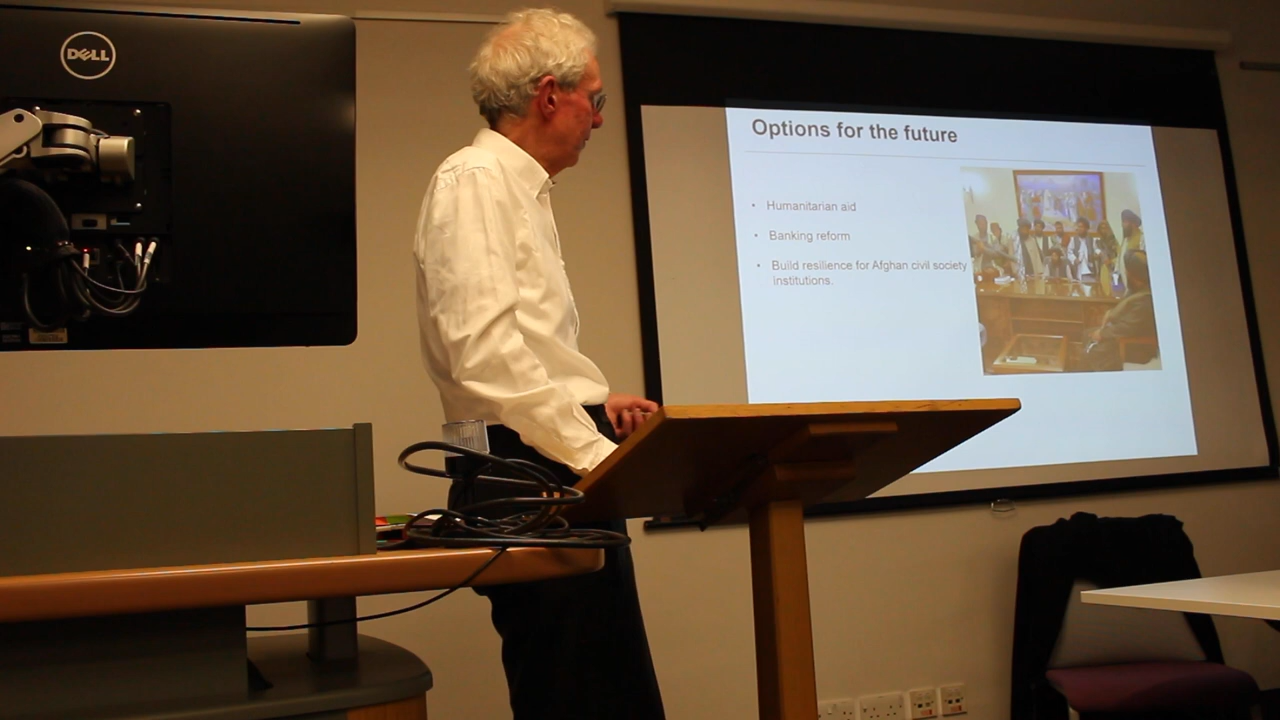 DELL
Options for the future
• Humanitarian aid
• Banking reform
• Build resilience for Afghan civil society
institutions.